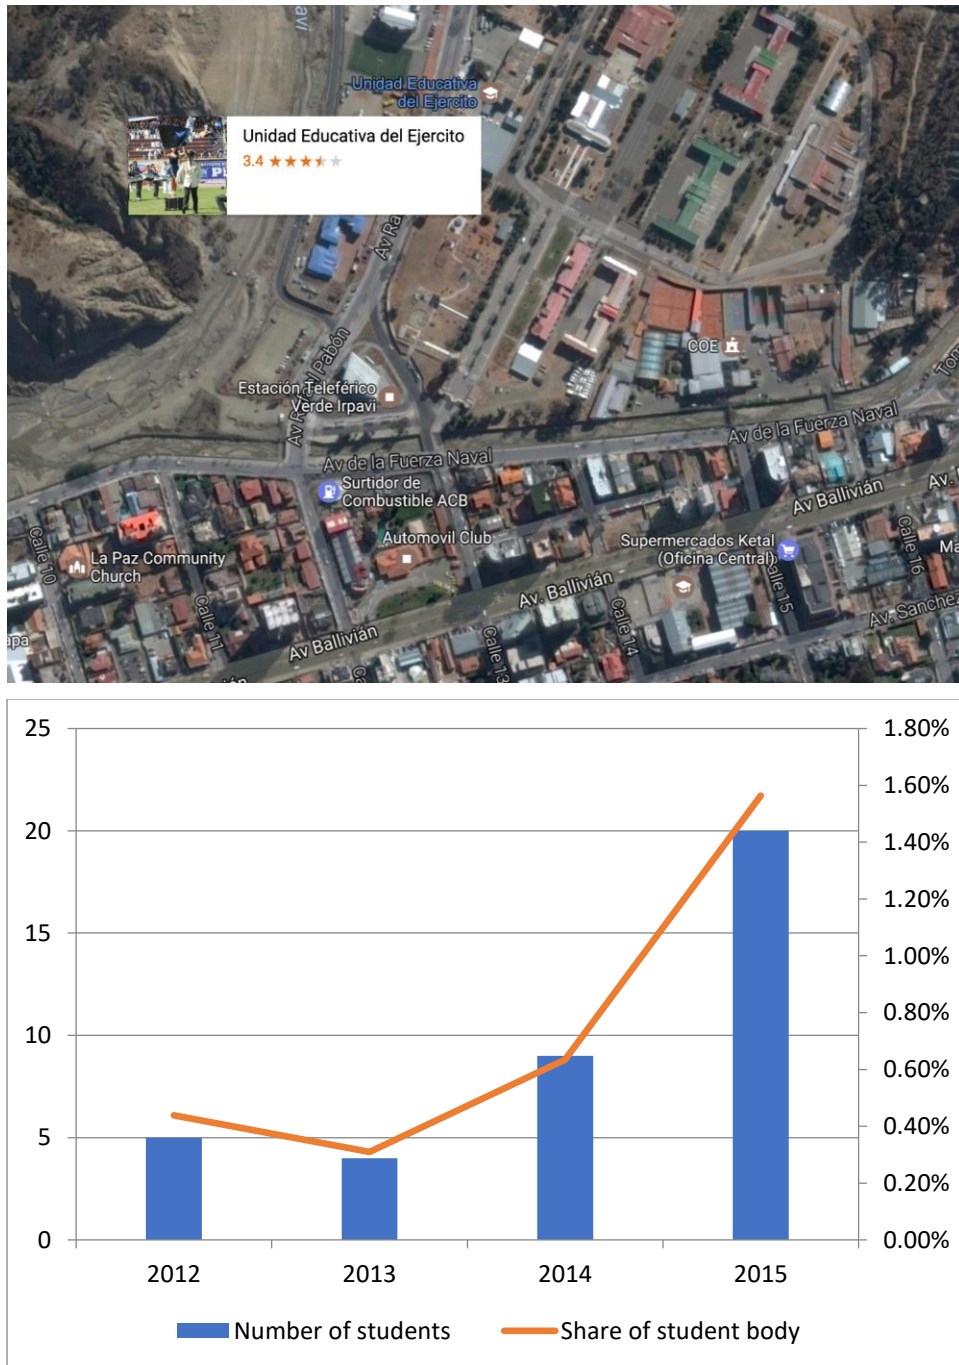 Unidad Educativa
del Ejercito
Unidad Educativa del Ejercito
3.4
Estación Teleférico
Verde Irpavi
COE
Av de la Fuerza Naval
Av de la Fuerza Naval
Surtidor de
Combustible ACB
Av Ballivián
Av.
Automovil Club
Supermercados Ketal
(Oficina Central)
La Paz Community
Church
Calle 10
Calle 11
Av. Ballivián
Av Ballivián
Calle 13
Calle 14
Calle 15
Calle 16
Av. Sanchez
25
20
15
10
5
0
1.80%
1.60%
1.40%
1.20%
1.00%
0.80%
0.60%
0.40%
0.20%
0.00%
2012 2013 2014 2015
Number of students Share of student body